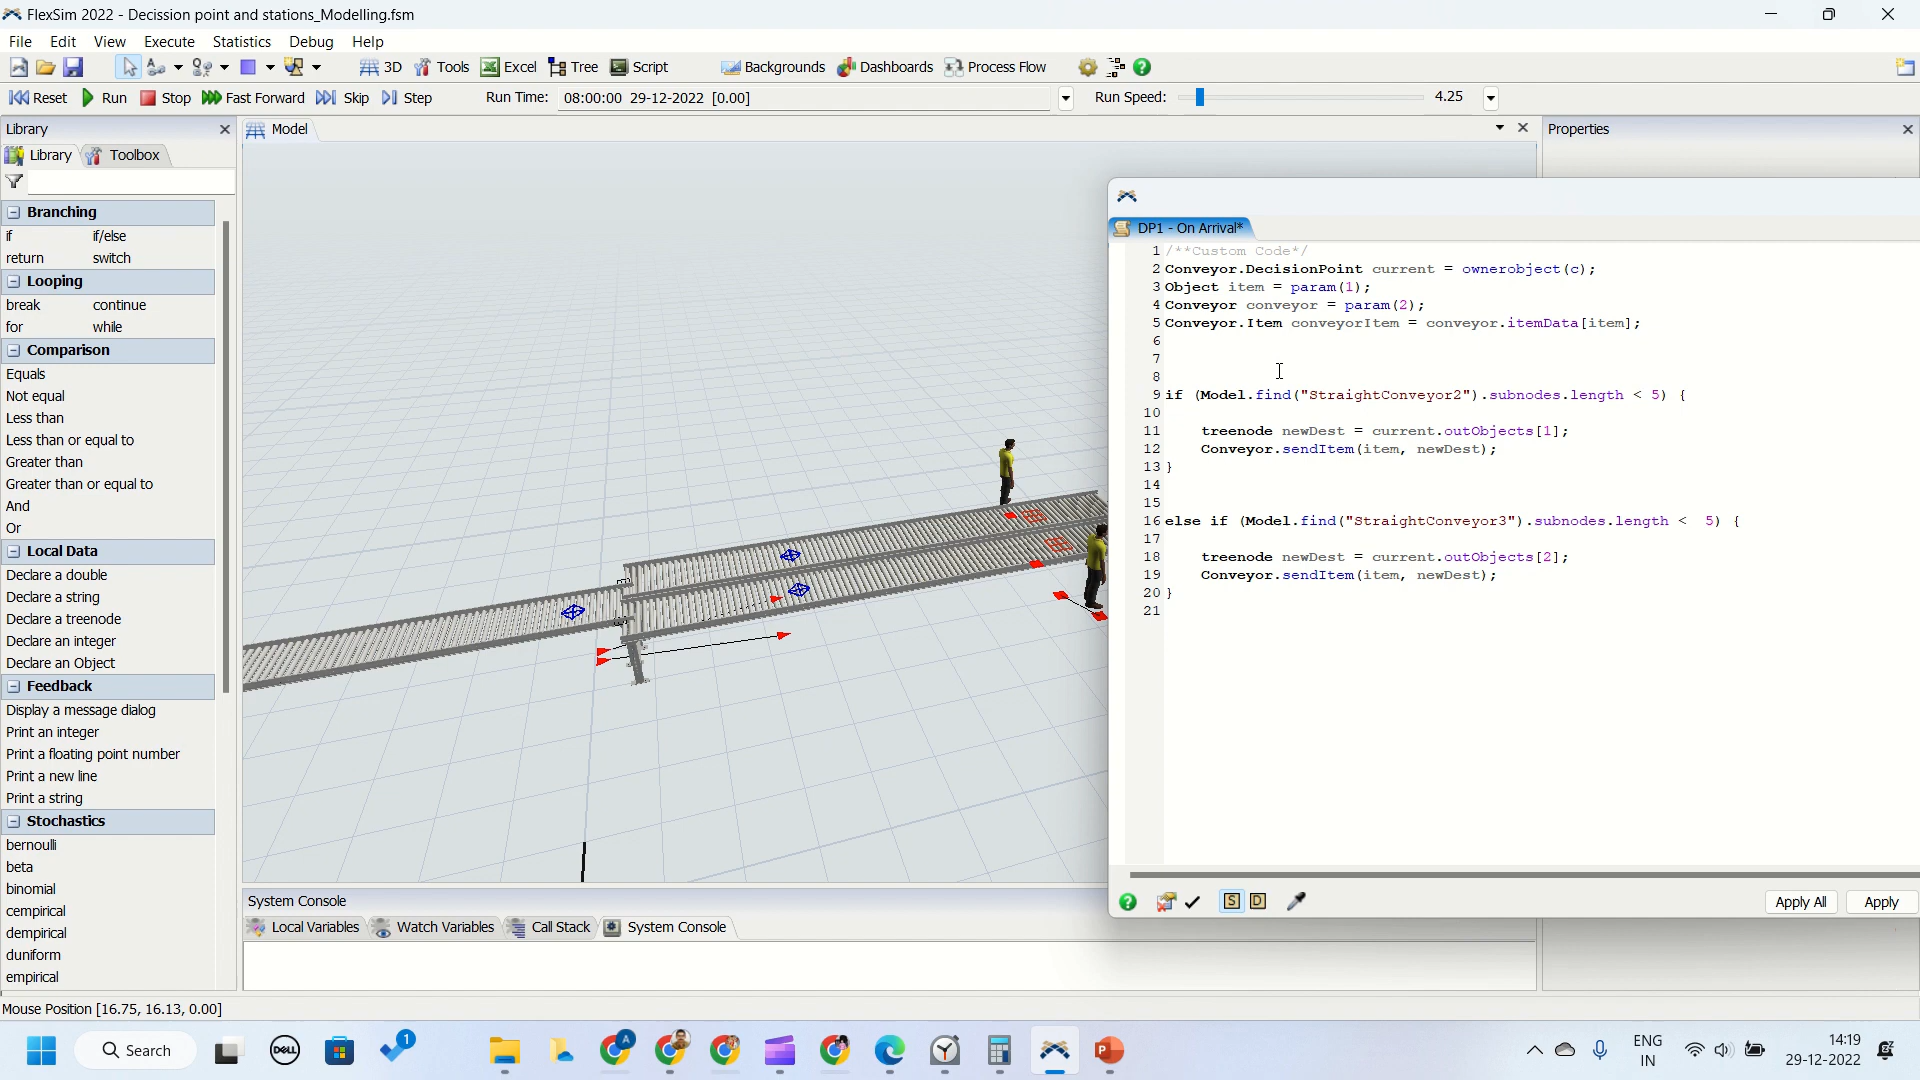 FlexSim 2022 - Decission point and stations_Modelling.fsm
File Edit View Execute Statistics Debug Help
3D Tools Excel Tree Script Backgrounds Dashboards Process Flow
Reset Run Stop Fast Forward Skip Step Run Time: 08:00:00 29-12-2022 [0.00] Run Speed: 4.25
Library
Library Toolbox
Branching
if if/else
return switch
Looping
break continue
for while
Comparison
Equals
Not equal
Less than
Less than or equal to
Greater than
Greater than or equal to
And
Or
Local Data
Declare a double
Declare a string
Declare a treenode
Declare an integer
Declare an Object
Feedback
Display a message dialog
Print an integer
Print a floating point number
Print a new line
Print a string
Stochastics
bernoulli
beta
binomial
cempirical
dempirical
duniform
empirical
Model
Properties
DP1 - On Arrival*
1 /**Custom Code*/
2 Conveyor.DecisionPoint current = ownerobject(c);
3 Object item = param(1);
4 Conveyor conveyor = param(2);
5 Conveyor.Item conveyorItem = conveyor.itemData[item];
6
7
8
9 if (Model.find("StraightConveyor2").subnodes.length < 5) {
10
11 treenode newDest = current.outObjects[1];
12 Conveyor.sendItem(item, newDest);
13 }
14
15
16 else if (Model.find("StraightConveyor3").subnodes.length < 5) {
17
18 treenode newDest = current.outObjects[2];
19 Conveyor.sendItem(item, newDest);
20 }
21
S D
Apply All Apply
System Console
Local Variables Watch Variables Call Stack System Console
Mouse Position [16.75, 16.13, 0.00]
Search
DELL
1
A
P
ENG
IN
14:19
29-12-2022